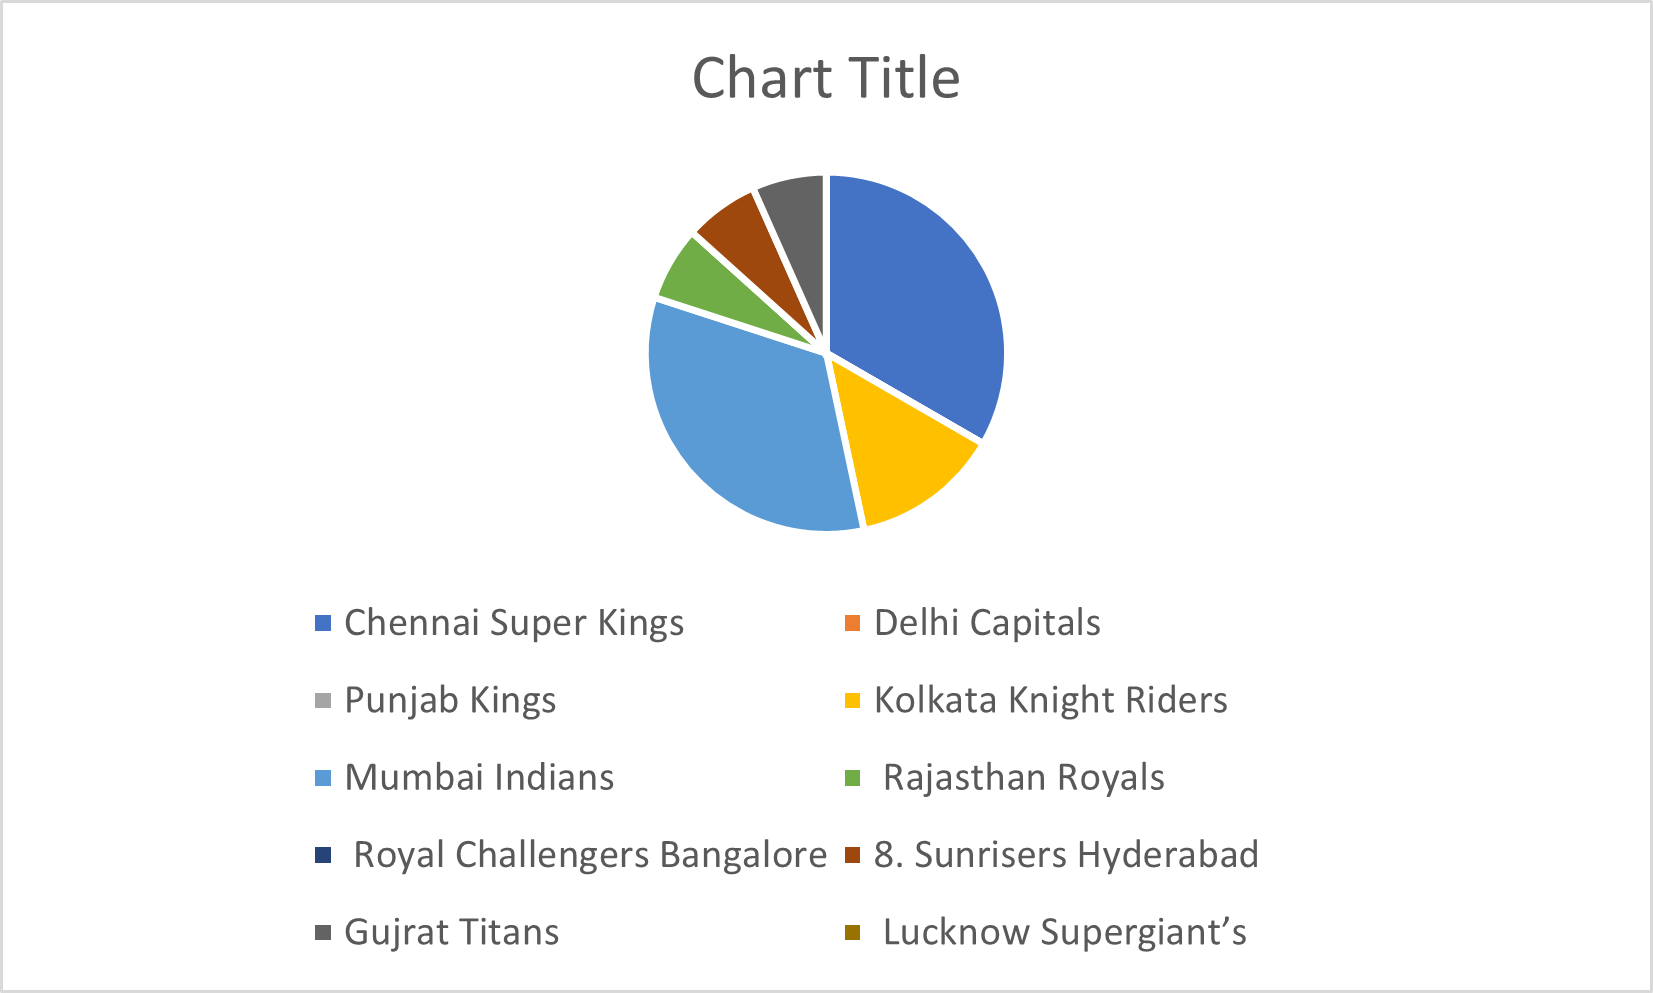 Chart Title
Chennai Super Kings
Delhi Capitals
Punjab Kings
Kolkata Knight Riders
Mumbai Indians
Rajasthan Royals
Royal Challengers Bangalore
8. Sunrisers Hyderabad
Gujrat Titans
Lucknow Supergiant’s